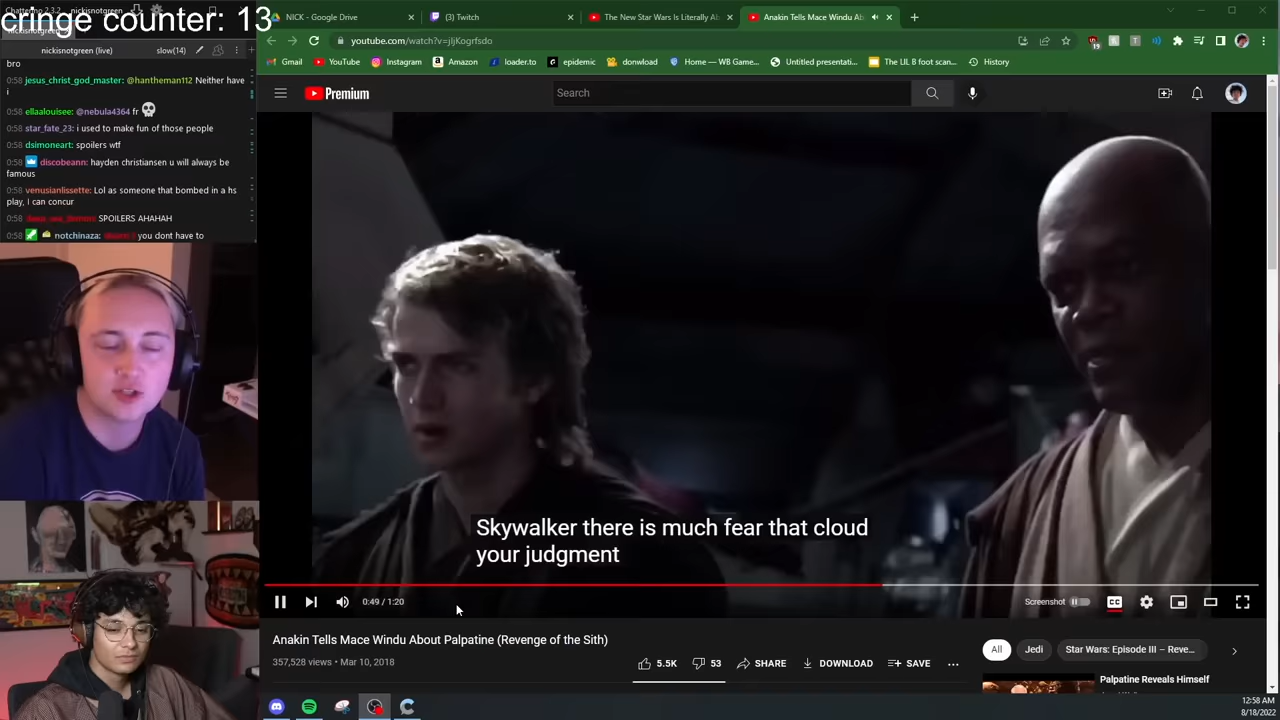 cringe counter: 13
Chatterino 2.3.2
nickisnotgreen (live)
slow(14)
bro
0:58 jesus_christ_god_master: @hantheman112 Neither have
i
0:58 ellaalouisee: @nebula4364 fr
0:58 star_fate_23: i used to make fun of those people
0:58 dsimoneart: spoilers wtf
0:58 discobeann: hayden christiansen u will always be
famous
0:58 venusianlissette: Lol as someone that bombed in a hs
play, i can concur
0:58 SPOILERS AHAHAH
0:58 notchinaza: you dont have to
NICK - Google Drive
(3) Twitch
The New Star Wars Is Literally Ab
Anakin Tells Mace Windu Ab
youtube.com/watch?v=jIjKogrfsdo
19
Gmail
YouTube
Instagram
Amazon
loader.to
epidemic
donwload
Home — WB Game...
Untitled presentati...
The LIL B foot scan...
History
Premium
Search
Skywalker there is much fear that cloud
your judgment
0:49 / 1:20
Screenshot
CC
Anakin Tells Mace Windu About Palpatine (Revenge of the Sith)
357,528 views • Mar 10, 2018
5.5K
53
SHARE
DOWNLOAD
SAVE
All
Jedi
Star Wars: Episode III – Reve...
Palpatine Reveals Himself
12:58 AM
8/18/2022